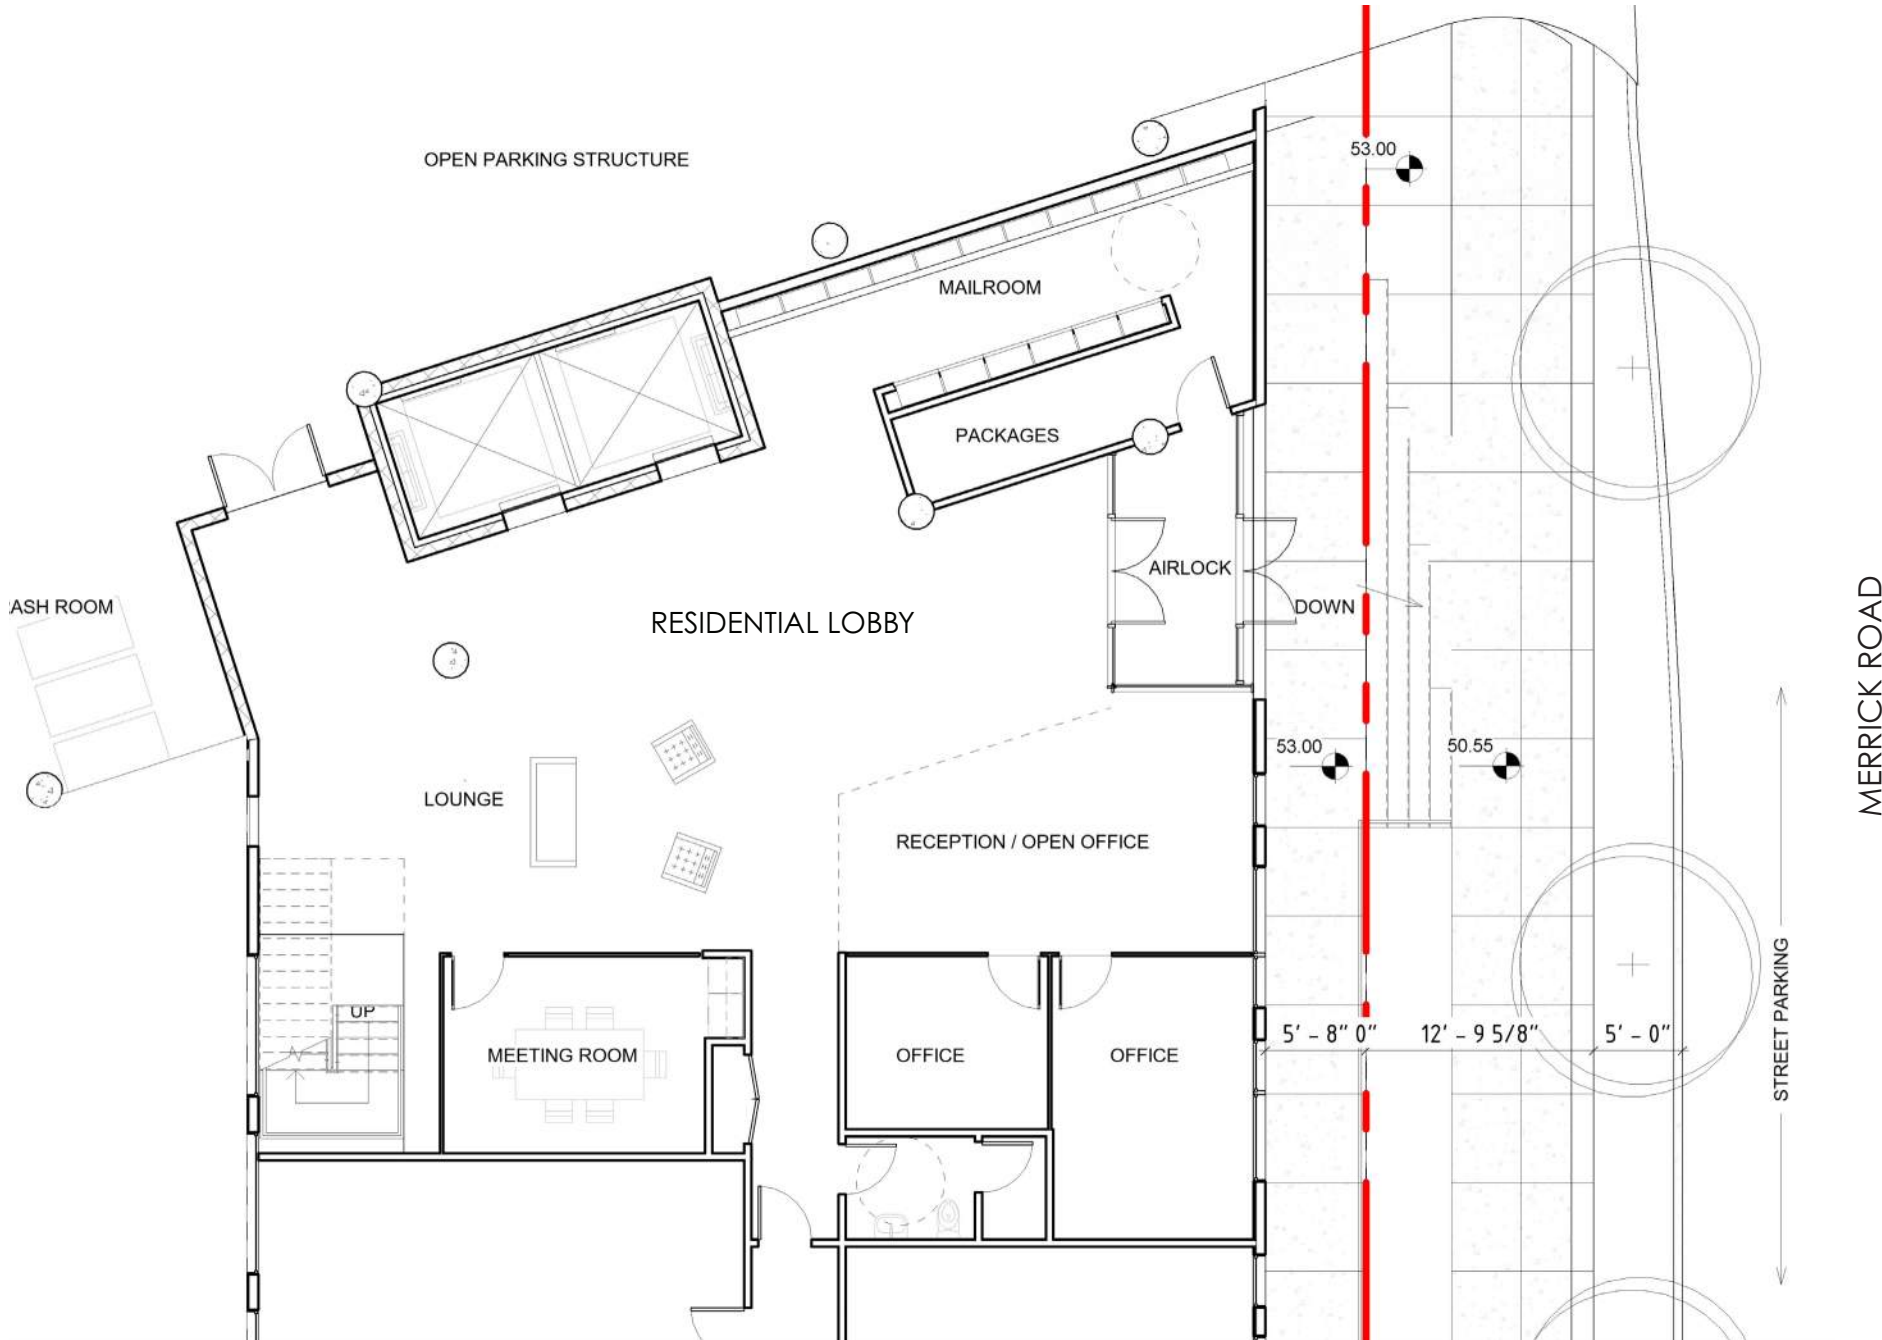 OPEN PARKING STRUCTURE
53.00
MAILROOM
PACKAGES
AIRLOCK
DOWN
ASH ROOM
RESIDENTIAL LOBBY
MERRICK ROAD
53.00
50.55
LOUNGE
RECEPTION / OPEN OFFICE
UP
MEETING ROOM
OFFICE
OFFICE
5' - 8" 0"
12' - 9 5/8"
5' - 0"
STREET PARKING